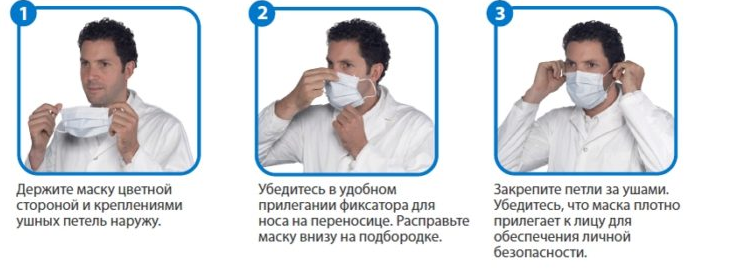 1
2
3
Держите маску цветной
стороной и креплениями
ушных петель наружу.
Убедитесь в удобном
прилегании фиксатора для
носа на переносице. Расправьте
маску внизу на подбородке.
Закрепите петли за ушами.
Убедитесь, что маска плотно
прилегает к лицу для
обеспечения личной
безопасности.